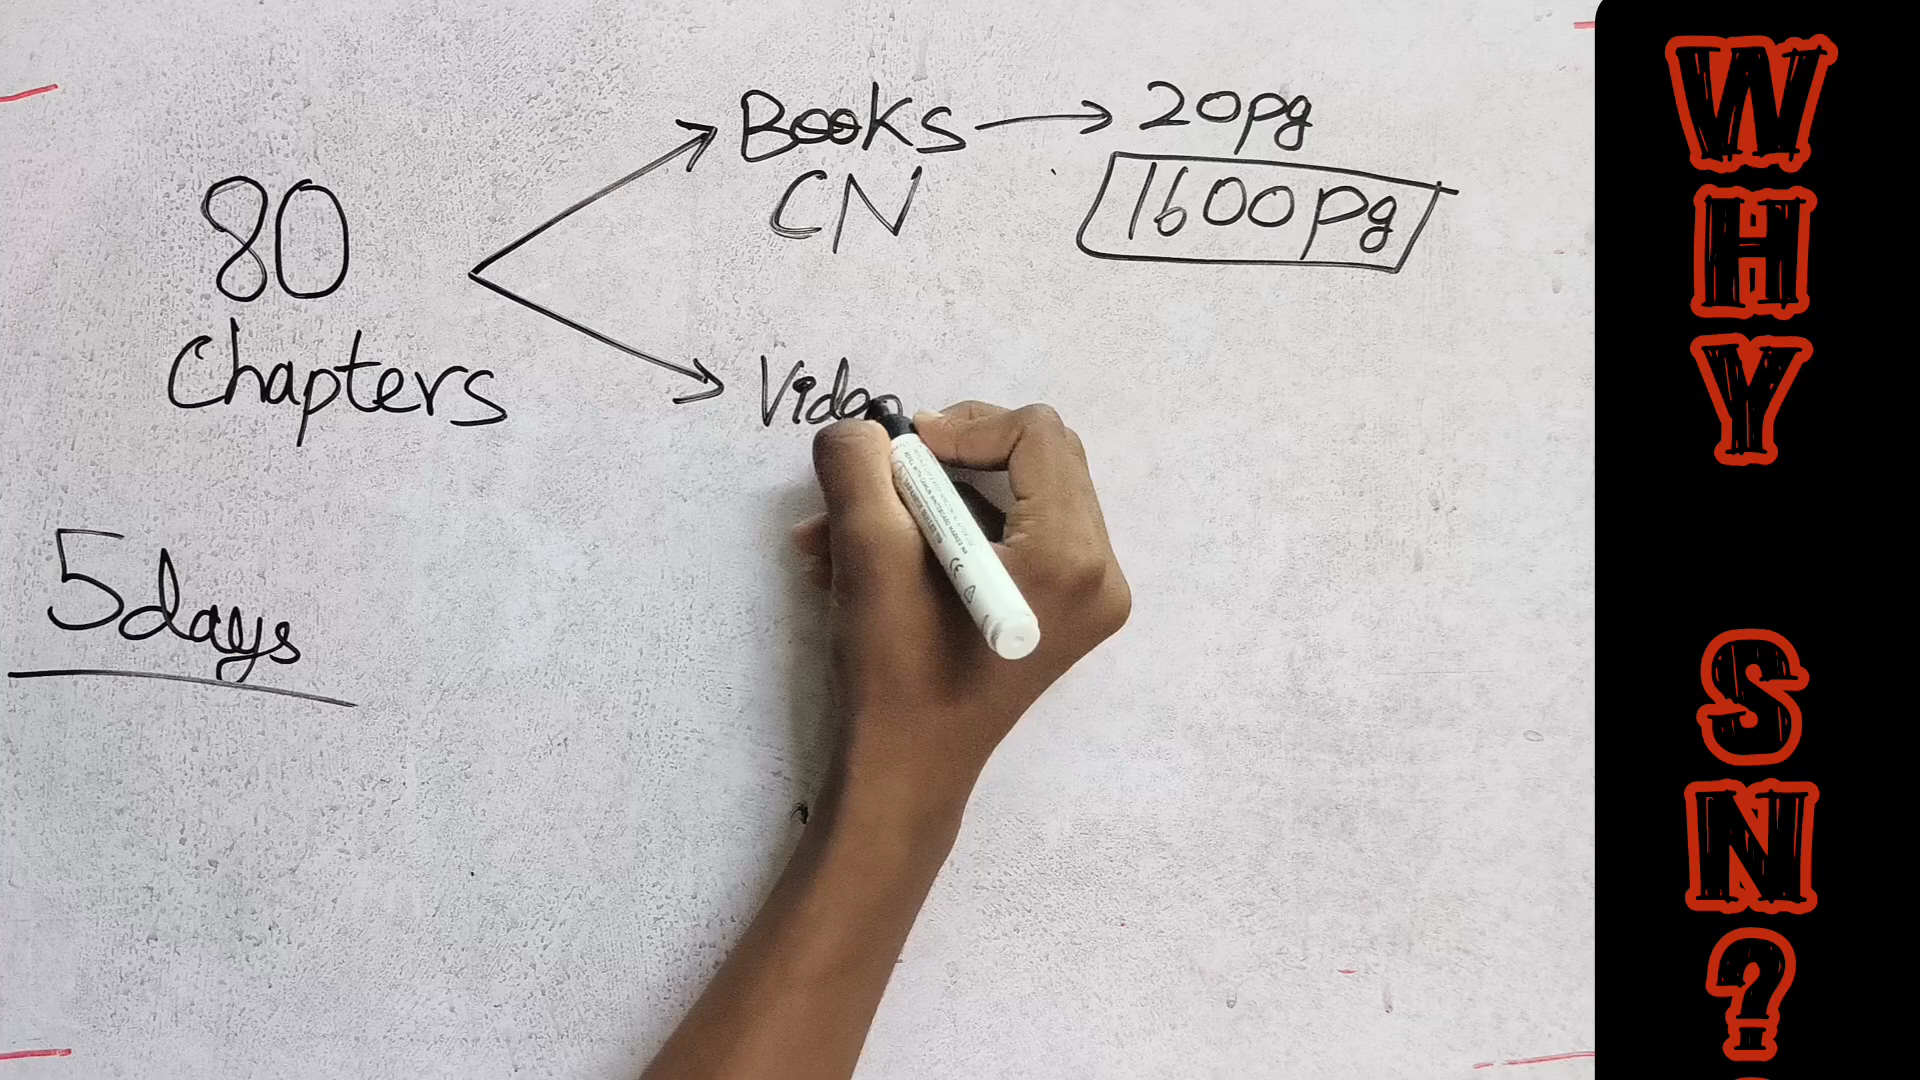 80
Chapters
Books → 20pg
CN
1600pg
5days
WHY
SN?